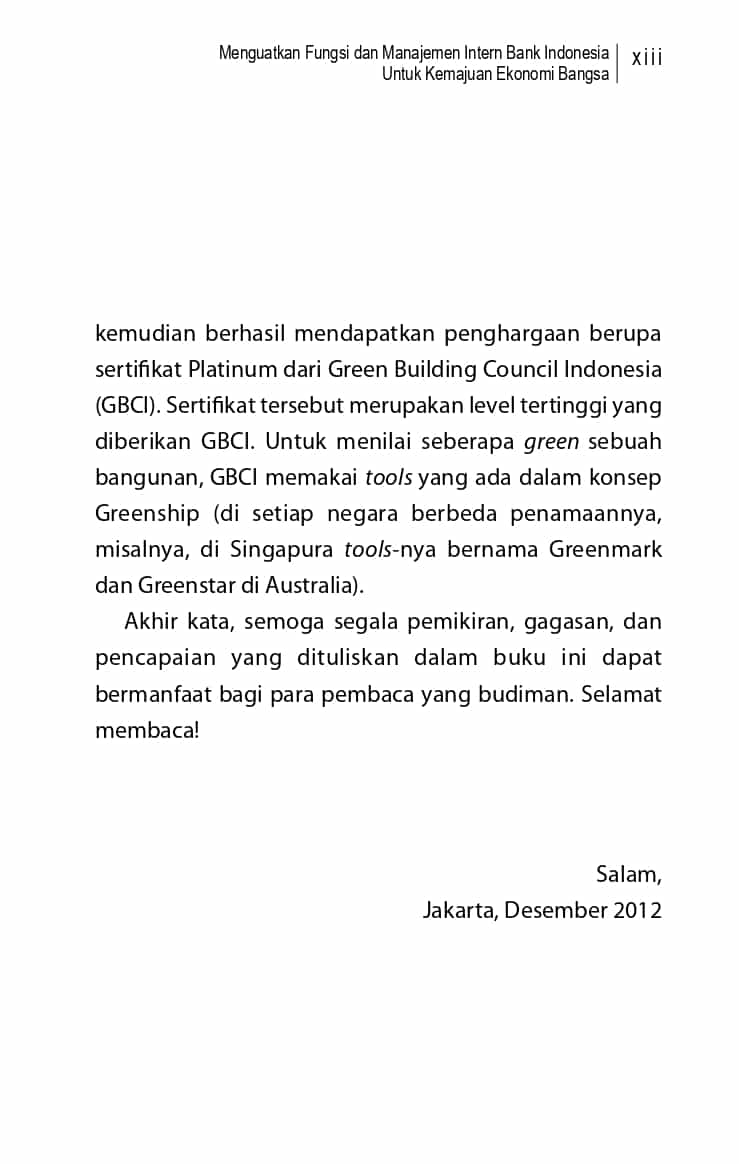 Menguatkan Fungsi dan Manajemen Intern Bank Indonesia
Untuk Kemajuan Ekonomi Bangsa
xiii
kemudian berhasil mendapatkan penghargaan berupa
sertifikat Platinum dari Green Building Council Indonesia
(GBCI). Sertifikat tersebut merupakan level tertinggi yang
diberikan GBCI. Untuk menilai seberapa green sebuah
bangunan, GBCI memakai tools yang ada dalam konsep
Greenship (di setiap negara berbeda penamaannya,
misalnya, di Singapura tools-nya bernama Greenmark
dan Greenstar di Australia).
Akhir kata, semoga segala pemikiran, gagasan, dan
pencapaian yang dituliskan dalam buku ini dapat
bermanfaat bagi para pembaca yang budiman. Selamat
membaca!
Salam,
Jakarta, Desember 2012